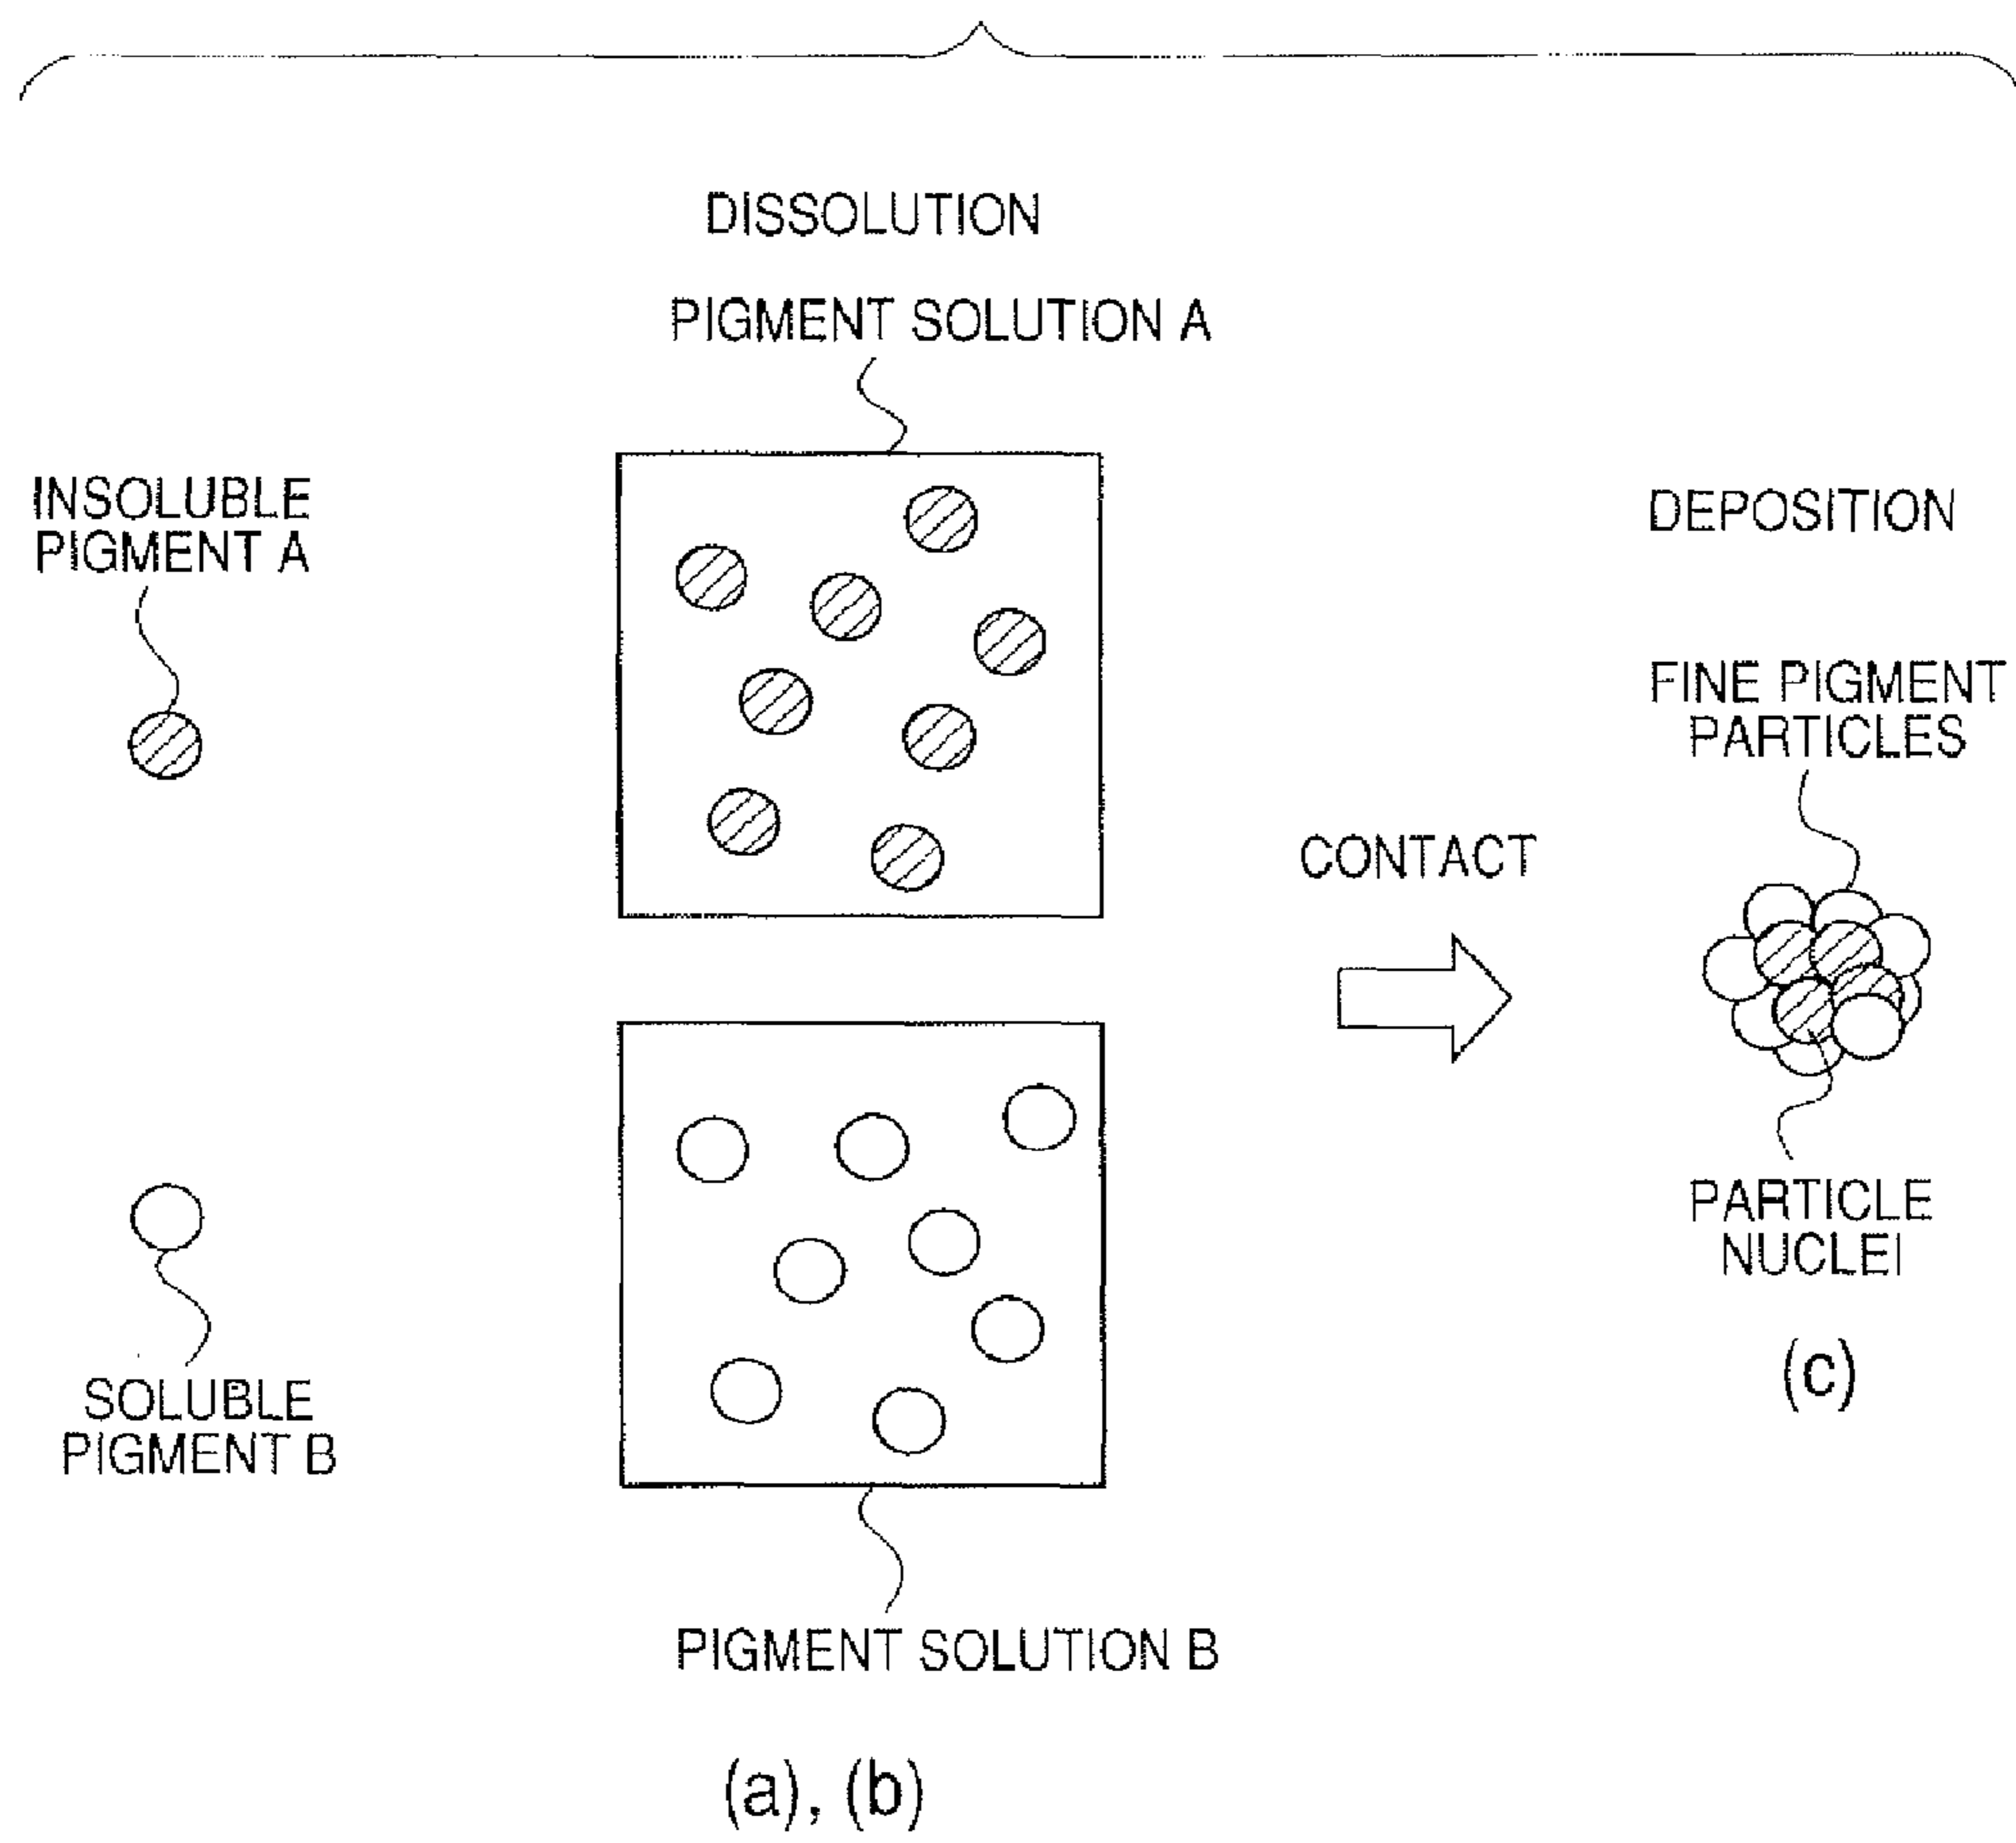 DISSOLUTION
PIGMENT SOLUTION A
INSOLUBLE
PIGMENT A
DEPOSITION
FINE PIGMENT
PARTICLES
CONTACT
PARTICLE
NUCLEI
(c)
SOLUBLE
PIGMENT B
PIGMENT SOLUTION B
(a), (b)